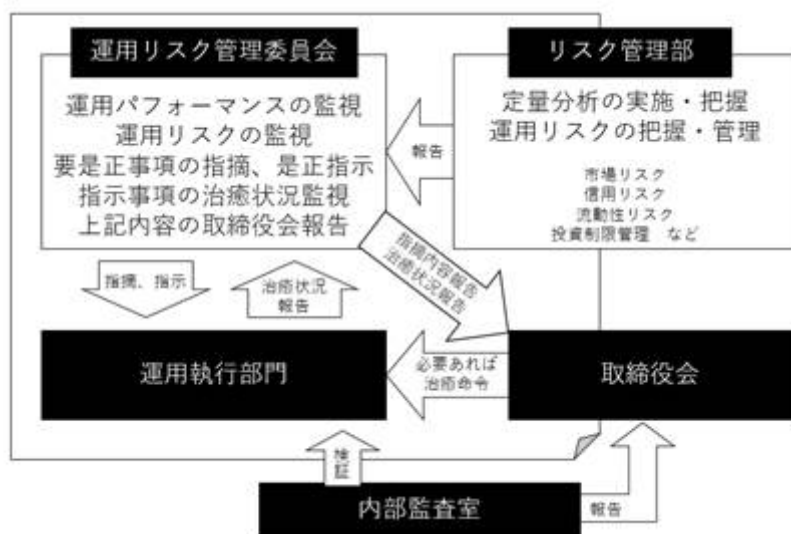 運用リスク管理委員会
運用パフォーマンスの監視
運用リスクの監視
要是正事項の指摘、是正指示
指示事項の治癒状況監視
上記内容の取締役会報告
リスク管理部
定量分析の実施・把握
運用リスクの把握・管理
市場リスク
信用リスク
流動性リスク
投資制限管理 など
報告
指摘内容報告
治癒状況報告
指摘、指示
治癒状況
報告
運用執行部門
必要あれば
治癒命令
取締役会
検証
内部監査室
報告